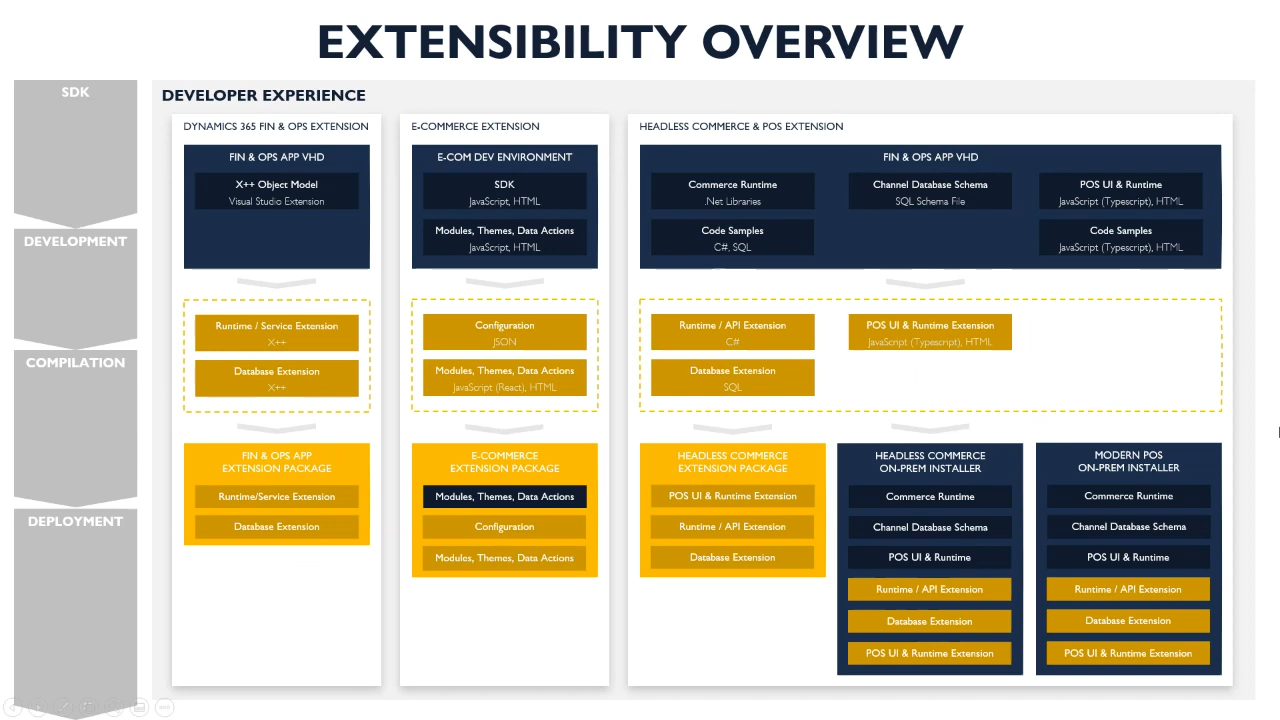 EXTENSIBILITY OVERVIEW
SDK
DEVELOPMENT
COMPILATION
DEPLOYMENT
DEVELOPER EXPERIENCE
DYNAMICS 365 FIN & OPS EXTENSION
FIN & OPS APP VHD
X++ Object Model
Visual Studio Extension
Runtime / Service Extension
X++
Database Extension
X++
FIN & OPS APP
EXTENSION PACKAGE
Runtime/Service Extension
Database Extension
E-COMMERCE EXTENSION
E-COM DEV ENVIRONMENT
SDK
JavaScript, HTML
Modules, Themes, Data Actions
JavaScript, HTML
Configuration
JSON
Modules, Themes, Data Actions
JavaScript (React), HTML
E-COMMERCE
EXTENSION PACKAGE
Modules, Themes, Data Actions
Configuration
Modules, Themes, Data Actions
HEADLESS COMMERCE & POS EXTENSION
FIN & OPS APP VHD
Commerce Runtime
.Net Libraries
Code Samples
C#, SQL
Channel Database Schema
SQL Schema File
POS UI & Runtime
JavaScript (Typescript), HTML
Code Samples
JavaScript (Typescript), HTML
Runtime / API Extension
C#
Database Extension
SQL
POS UI & Runtime Extension
JavaScript (Typescript), HTML
HEADLESS COMMERCE
EXTENSION PACKAGE
POS UI & Runtime Extension
Runtime / API Extension
Database Extension
HEADLESS COMMERCE
ON-PREM INSTALLER
Commerce Runtime
Channel Database Schema
POS UI & Runtime
Runtime / API Extension
Database Extension
POS UI & Runtime Extension
MODERN POS
ON-PREM INSTALLER
Commerce Runtime
Channel Database Schema
POS UI & Runtime
Runtime / API Extension
Database Extension
POS UI & Runtime Extension